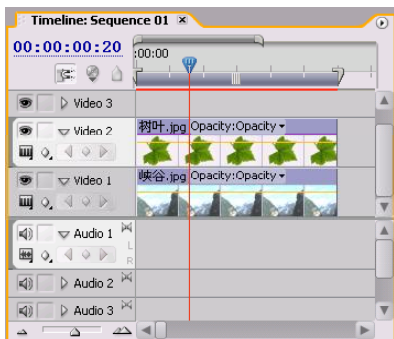 Timeline: Sequence 01
00:00:00:20
:00:00
Video 3
Video 2
树叶.jpg Opacity:Opacity
Video 1
峡谷.jpg Opacity:Opacity
Audio 1
L
R
Audio 2
Audio 3